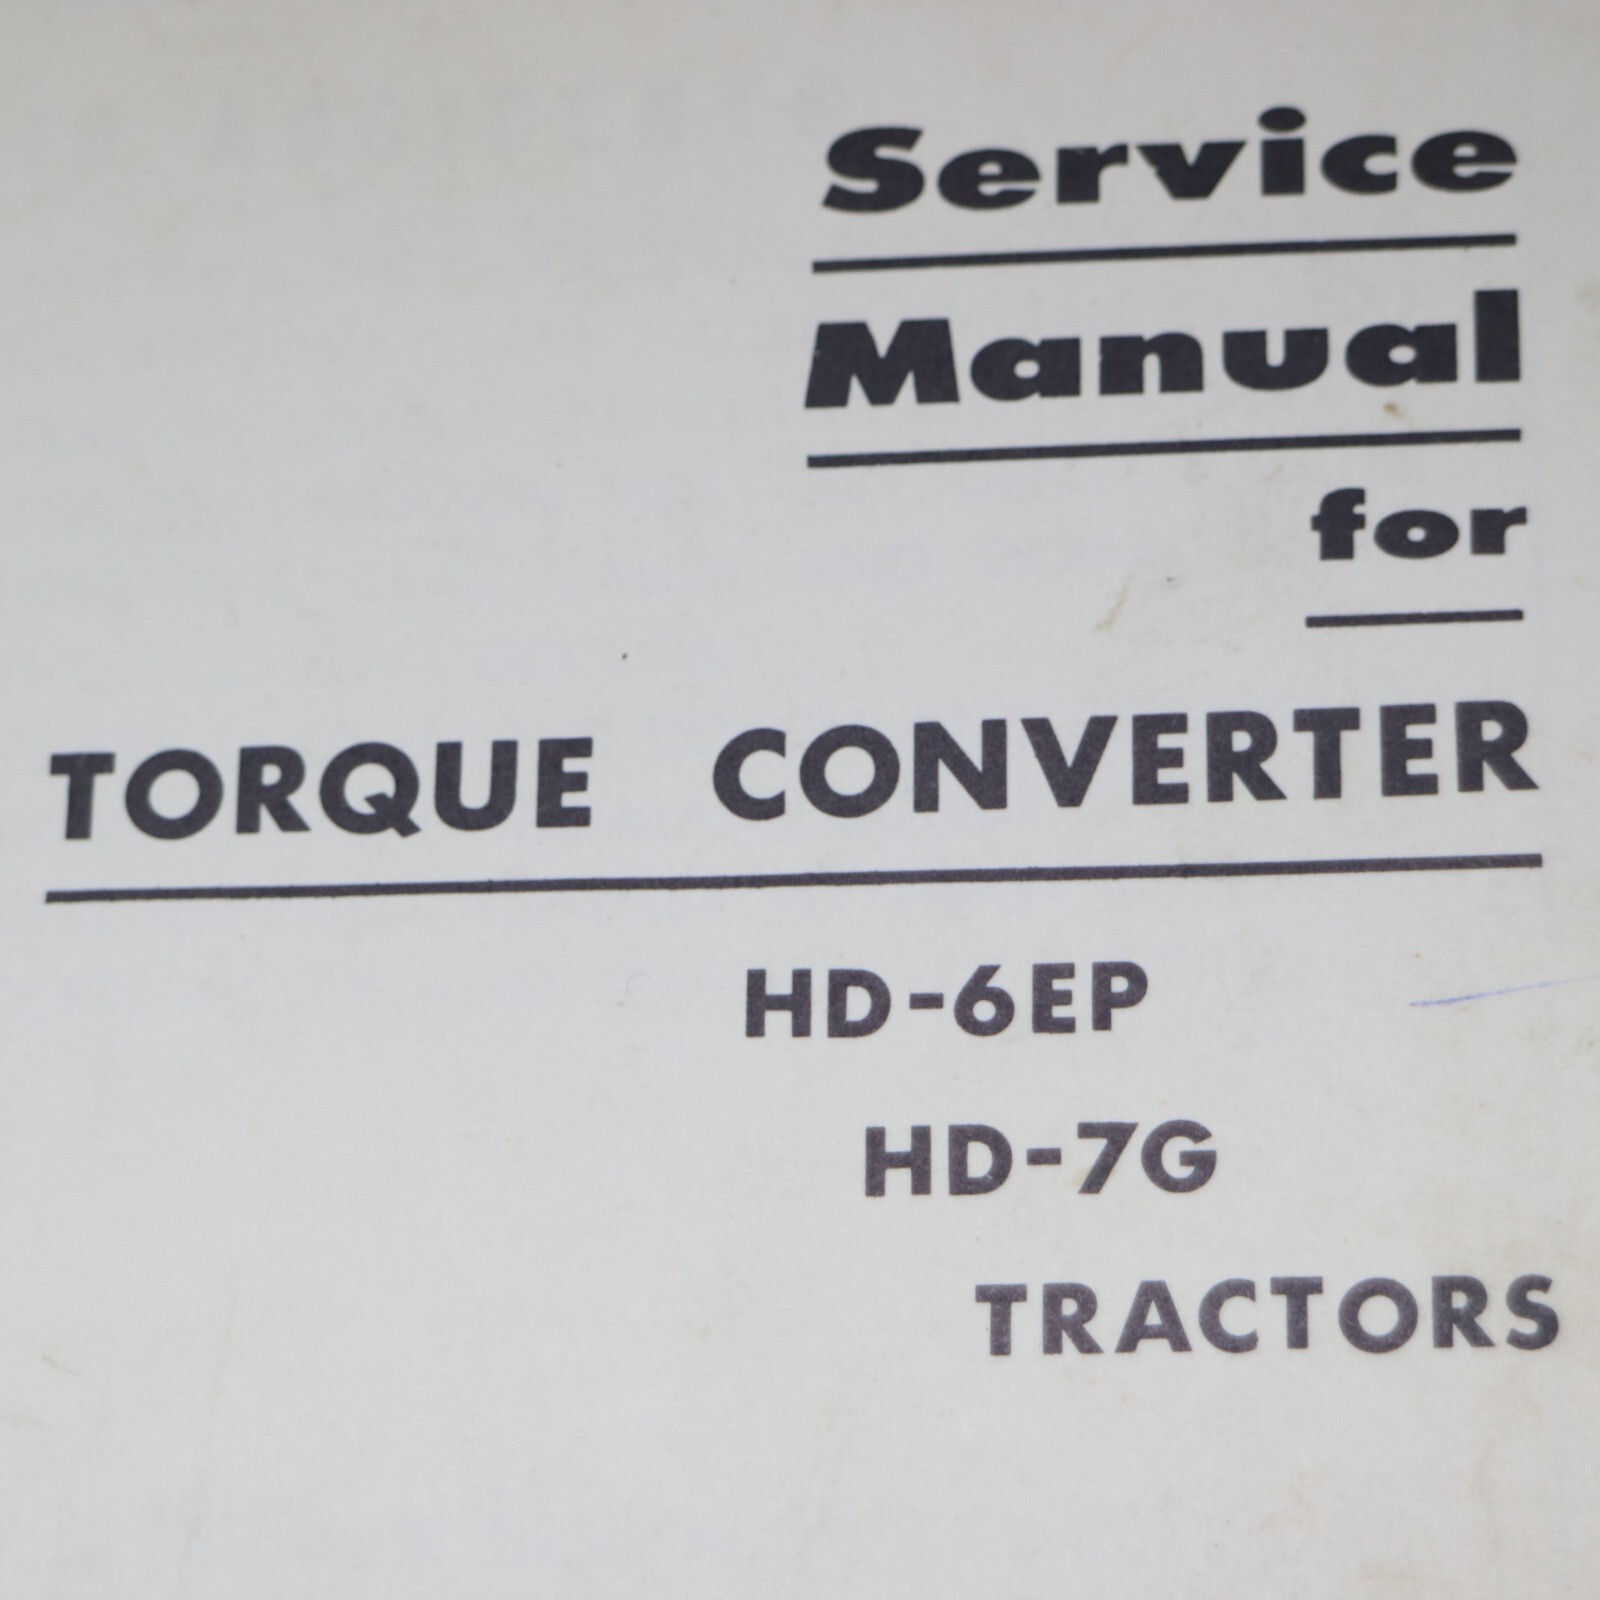 Service
Manual
for
TORQUE CONVERTER
HD-6EP
HD-7G
TRACTORS